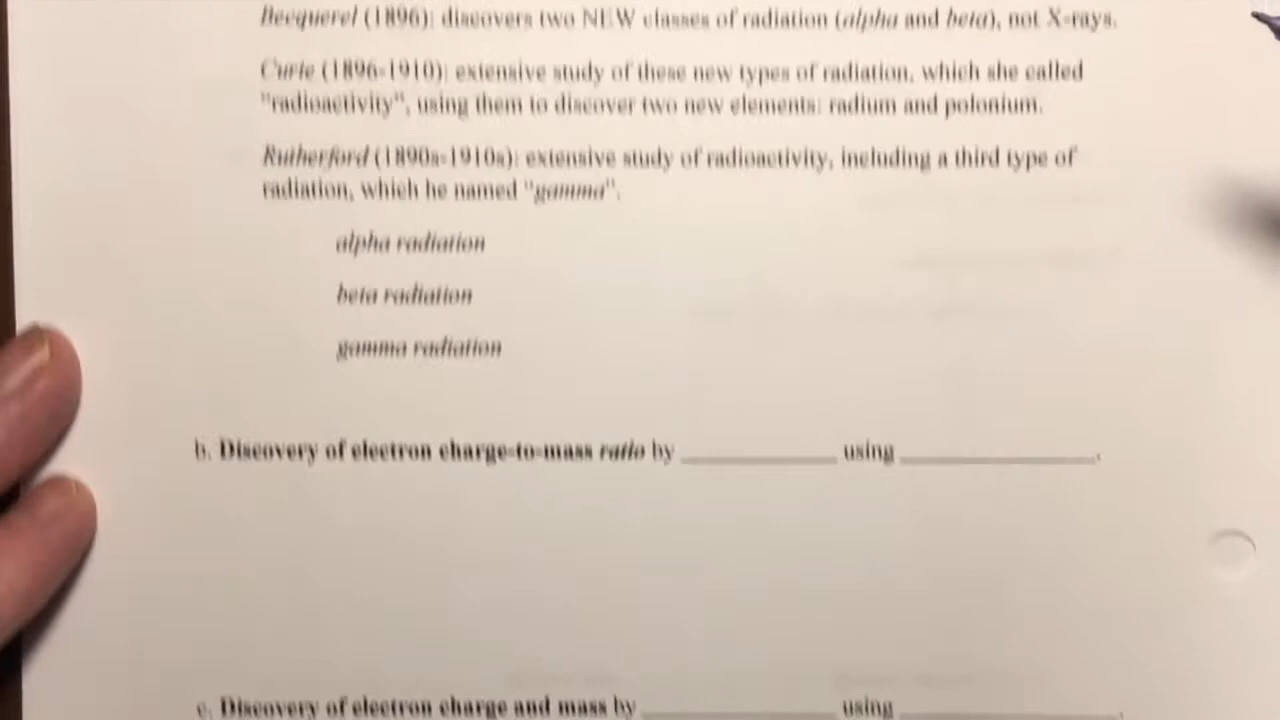 Becquerel (1896): discovers two NEW classes of radiation (alpha and beta), not X-rays.
Curie (1896-1910): extensive study of these new types of radiation, which she called
"radioactivity", using them to discover two new elements: radium and polonium.
Rutherford (1890s-1910s): extensive study of radioactivity, including a third type of
radiation, which he named "gamma".
alpha radiation
beta radiation
gamma radiation
b. Discovery of electron charge-to-mass ratio by __________ using _____________.
c. Discovery of electron charge and mass by _____________ using _______________.